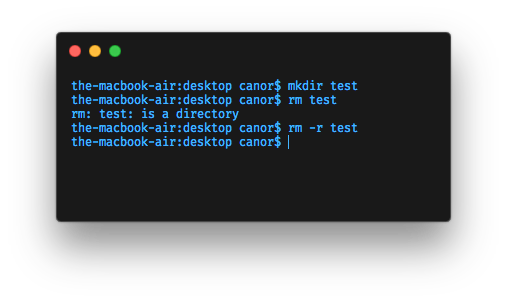 the-macbook-air:desktop canor$ mkdir test
the-macbook-air:desktop canor$ rm test
rm: test: is a directory
the-macbook-air:desktop canor$ rm -r test
the-macbook-air:desktop canor$